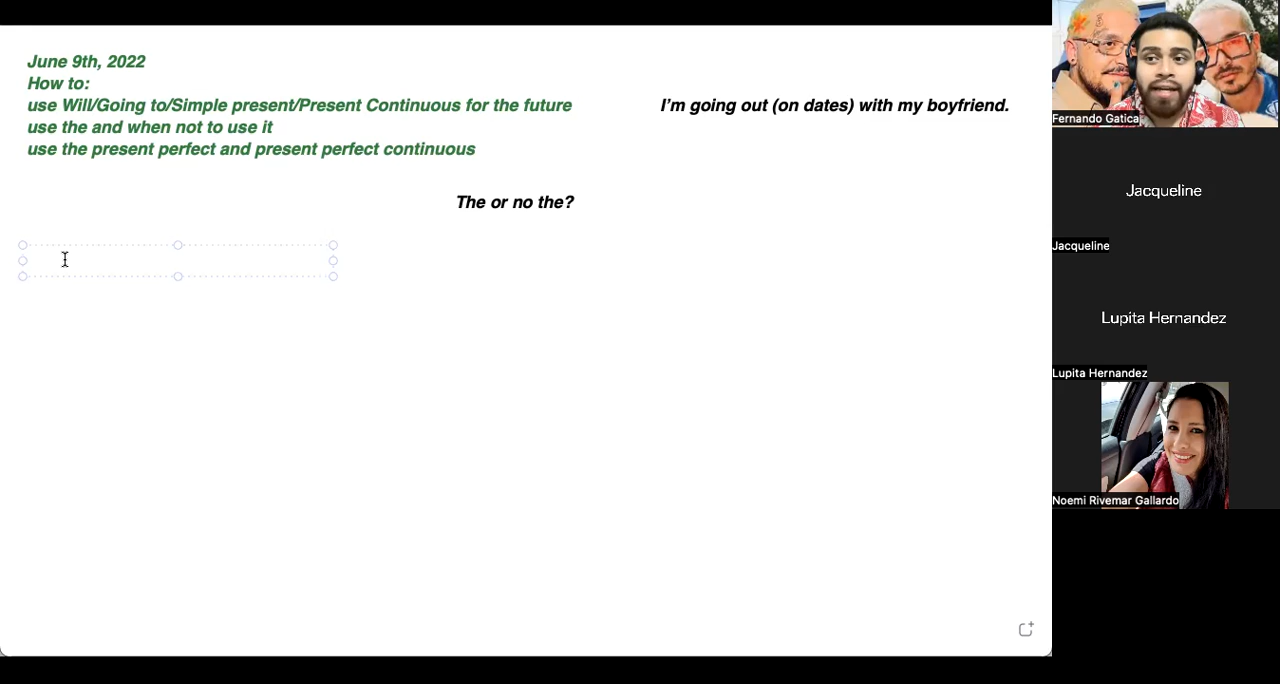 June 9th, 2022
How to:
use Will/Going to/Simple present/Present Continuous for the future
I'm going out (on dates) with my boyfriend.
use the and when not to use it
use the present perfect and present perfect continuous
The or no the?
Fernando Gatica
Jacqueline
Jacqueline
Lupita Hernandez
Lupita Hernandez
Noemi Rivemar Gallardo